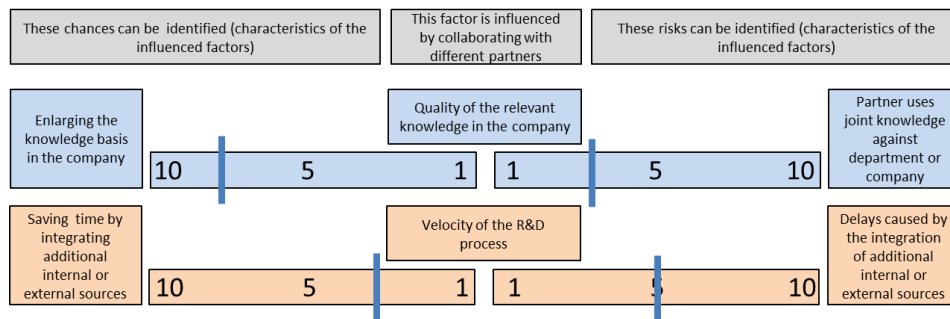 These chances can be identified (characteristics of the
influenced factors)
This factor is influenced
by collaborating with
different partners
These risks can be identified (characteristics of the
influenced factors)
Enlarging the
knowledge basis
in the company
Quality of the relevant
knowledge in the company
Partner uses
joint knowledge
against
department or
company
10 5 1 1 5 10
Saving time by
integrating
additional
internal or
external sources
Velocity of the R&D
process
Delays caused by
the integration
of additional
internal or
external sources
10 5 1 1 5 10